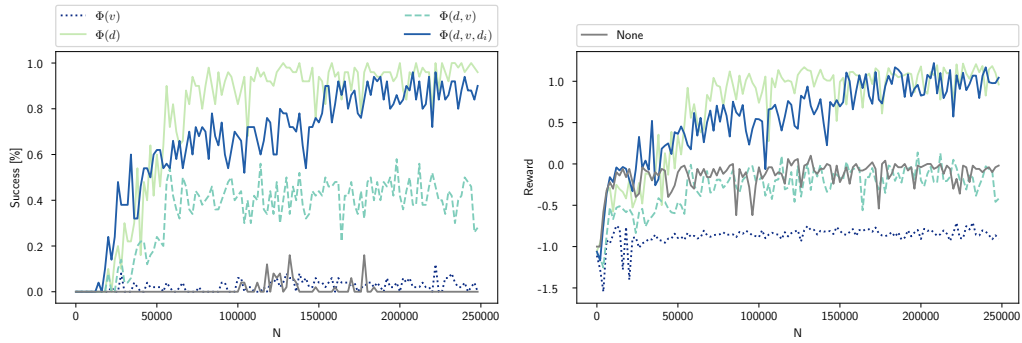 Φ(v)
Φ(d)
Φ(d, v)
Φ(d, v, d_i)
None
Success [%]
1.0
0.8
0.6
0.4
0.2
0.0
0
50000
100000
150000
200000
250000
N
Reward
1.0
0.5
0.0
-0.5
-1.0
-1.5
0
50000
100000
150000
200000
250000
N